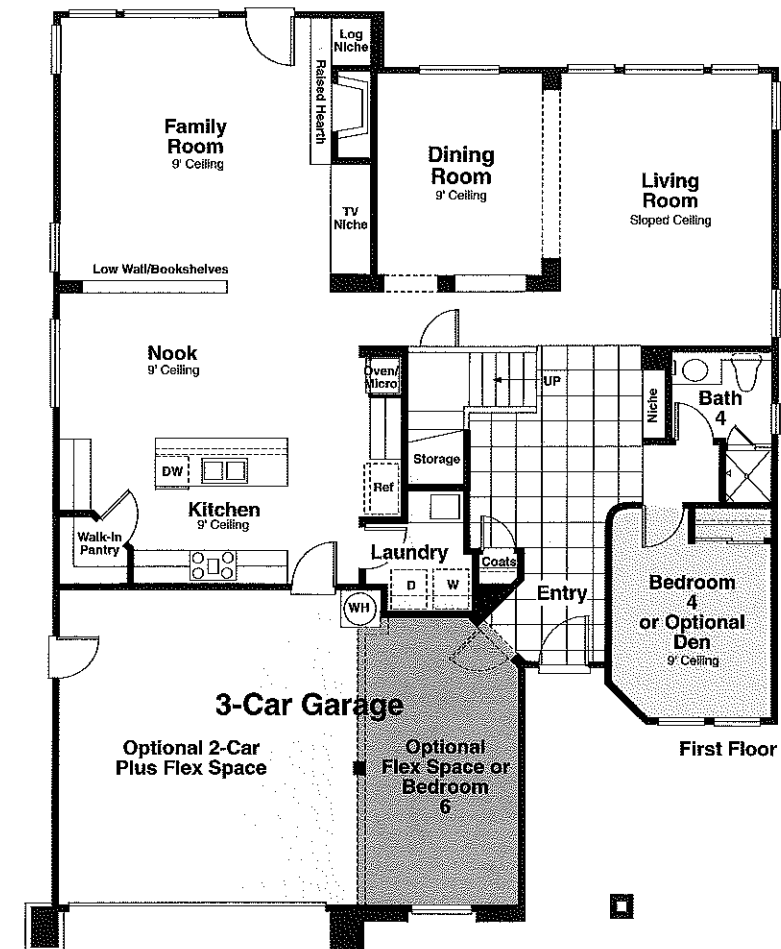 Log
Niche
Raised Hearth
Family
Room
9' Ceiling
Dining
Room
9' Ceiling
Living
Room
Sloped Ceiling
TV
Niche
Low Wall/Bookshelves
Nook
9' Ceiling
Oven/
Micro
UP
Niche
Bath
4
DW
Storage
Ref
Kitchen
9' Ceiling
Walk-In
Pantry
Laundry
Coats
D
W
Entry
Bedroom
4
or Optional
Den
9' Ceiling
WH
3-Car Garage
Optional 2-Car
Plus Flex Space
Optional
Flex Space or
Bedroom
6
First Floor